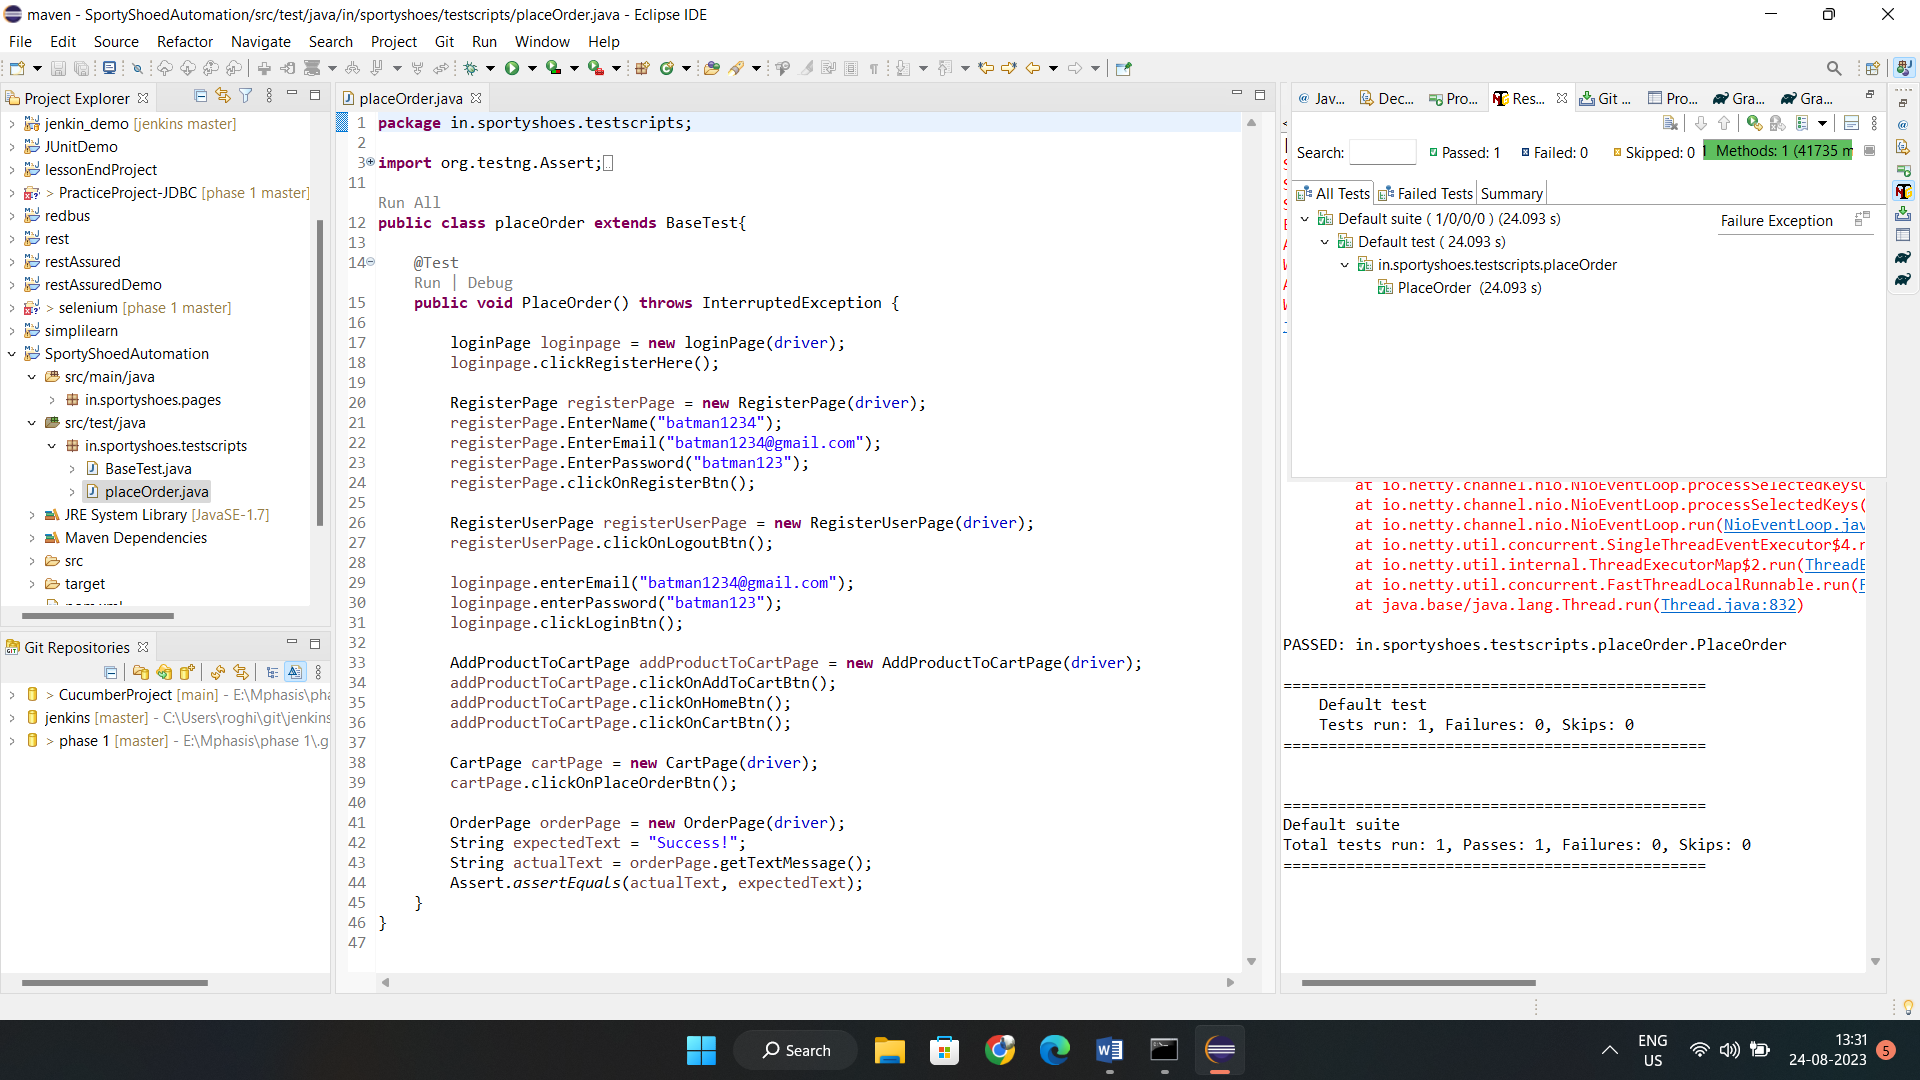 maven - SportyShoedAutomation/src/test/java/in/sportyshoes/testscripts/placeOrder.java - Eclipse IDE
File Edit Source Refactor Navigate Search Project Git Run Window Help
Project Explorer
jenkin_demo [jenkins master]
JUnitDemo
lessonEndProject
> PracticeProject-JDBC [phase 1 master]
redbus
rest
restAssured
restAssuredDemo
> selenium [phase 1 master]
simplilearn
SportyShoedAutomation
src/main/java
in.sportyshoes.pages
src/test/java
in.sportyshoes.testscripts
BaseTest.java
placeOrder.java
JRE System Library [JavaSE-1.7]
Maven Dependencies
src
target
Git Repositories
> CucumberProject [main] - E:\Mphasis\pha
jenkins [master] - C:\Users\roghi\git\jenkins
> phase 1 [master] - E:\Mphasis\phase 1\.g
placeOrder.java
1 package in.sportyshoes.testscripts;
2
3 import org.testng.Assert;
11
Run All
12 public class placeOrder extends BaseTest{
13
14 @Test
Run | Debug
15 public void PlaceOrder() throws InterruptedException {
16
17 loginPage loginpage = new loginPage(driver);
18 loginpage.clickRegisterHere();
19
20 RegisterPage registerPage = new RegisterPage(driver);
21 registerPage.EnterName("batman1234");
22 registerPage.EnterEmail("batman1234@gmail.com");
23 registerPage.EnterPassword("batman123");
24 registerPage.clickOnRegisterBtn();
25
26 RegisterUserPage registerUserPage = new RegisterUserPage(driver);
27 registerUserPage.clickOnLogoutBtn();
28
29 loginpage.enterEmail("batman1234@gmail.com");
30 loginpage.enterPassword("batman123");
31 loginpage.clickLoginBtn();
32
33 AddProductToCartPage addProductToCartPage = new AddProductToCartPage(driver);
34 addProductToCartPage.clickOnAddToCartBtn();
35 addProductToCartPage.clickOnHomeBtn();
36 addProductToCartPage.clickOnCartBtn();
37
38 CartPage cartPage = new CartPage(driver);
39 cartPage.clickOnPlaceOrderBtn();
40
41 OrderPage orderPage = new OrderPage(driver);
42 String expectedText = "Success!";
43 String actualText = orderPage.getTextMessage();
44 Assert.assertEquals(actualText, expectedText);
45 }
46 }
47
@ Jav... Dec... Pro... Res... Git ... Pro... Gra... Gra...
Search: Passed: 1 Failed: 0 Skipped: 0 Methods: 1 (41735 m
All Tests Failed Tests Summary
Default suite ( 1/0/0/0 ) (24.093 s)
Default test ( 24.093 s)
in.sportyshoes.testscripts.placeOrder
PlaceOrder (24.093 s)
Failure Exception
at io.netty.channel.nio.NioEventLoop.processSelectedKeysO
at io.netty.channel.nio.NioEventLoop.processSelectedKeys(
at io.netty.channel.nio.NioEventLoop.run(NioEventLoop.jav
at io.netty.util.concurrent.SingleThreadEventExecutor$4.r
at io.netty.util.internal.ThreadExecutorMap$2.run(ThreadE
at io.netty.util.concurrent.FastThreadLocalRunnable.run(F
at java.base/java.lang.Thread.run(Thread.java:832)
PASSED: in.sportyshoes.testscripts.placeOrder.PlaceOrder
===============================================
Default test
Tests run: 1, Failures: 0, Skips: 0
===============================================
===============================================
Default suite
Total tests run: 1, Passes: 1, Failures: 0, Skips: 0
===============================================
Search
ENG
US
13:31
24-08-2023
5